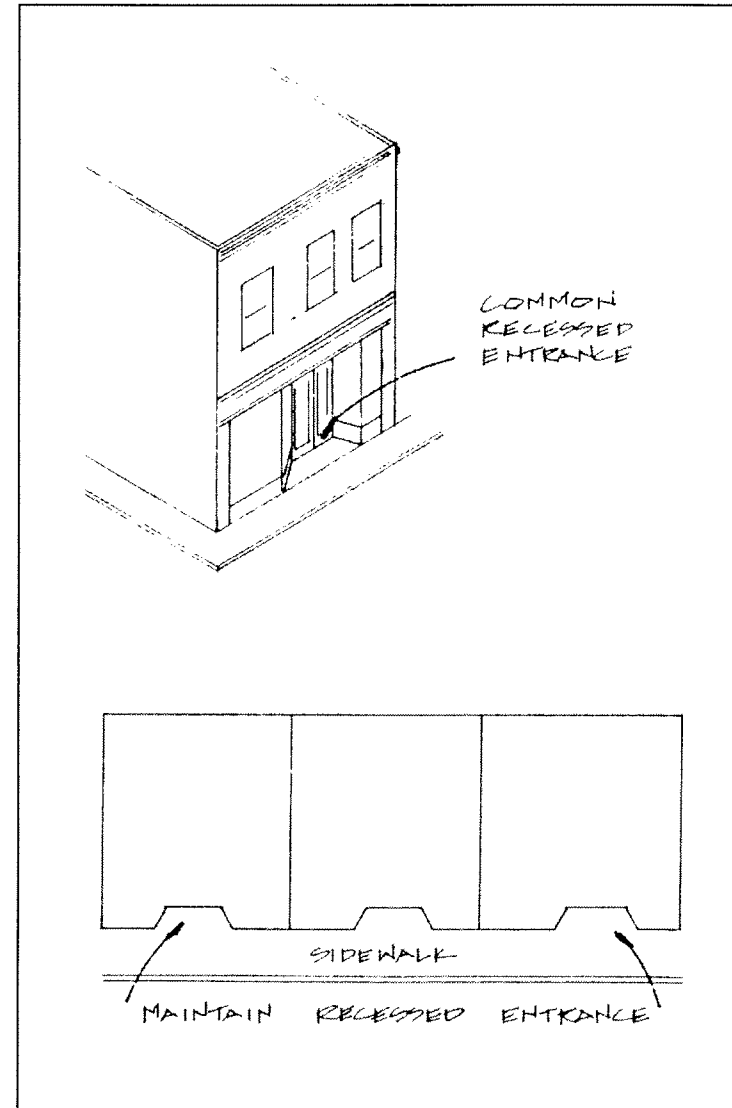 COMMON
RECESSED
ENTRANCE
SIDEWALK
MAINTAIN RECESSED ENTRANCE